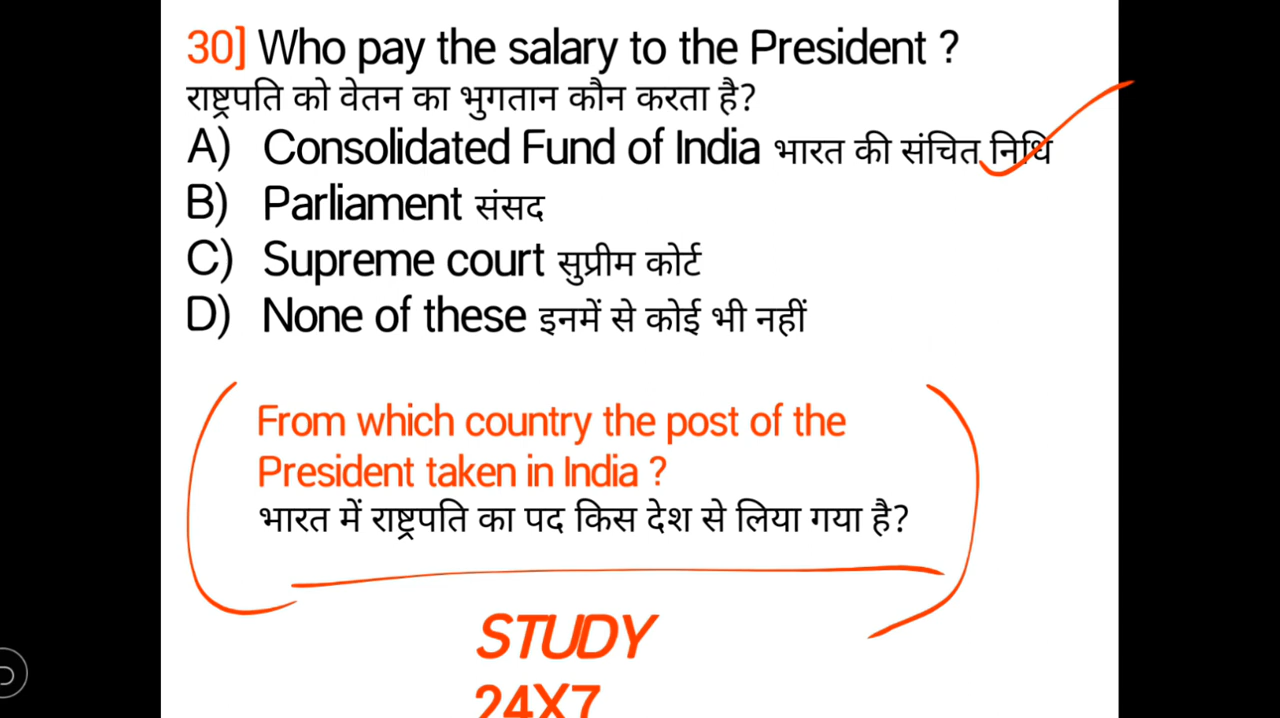 30] Who pay the salary to the President ?
राष्ट्रपति को वेतन का भुगतान कौन करता है?
A) Consolidated Fund of India भारत की संचित निधि
B) Parliament संसद
C) Supreme court सुप्रीम कोर्ट
D) None of these इनमें से कोई भी नहीं
From which country the post of the
President taken in India ?
भारत में राष्ट्रपति का पद किस देश से लिया गया है?
STUDY
24X7